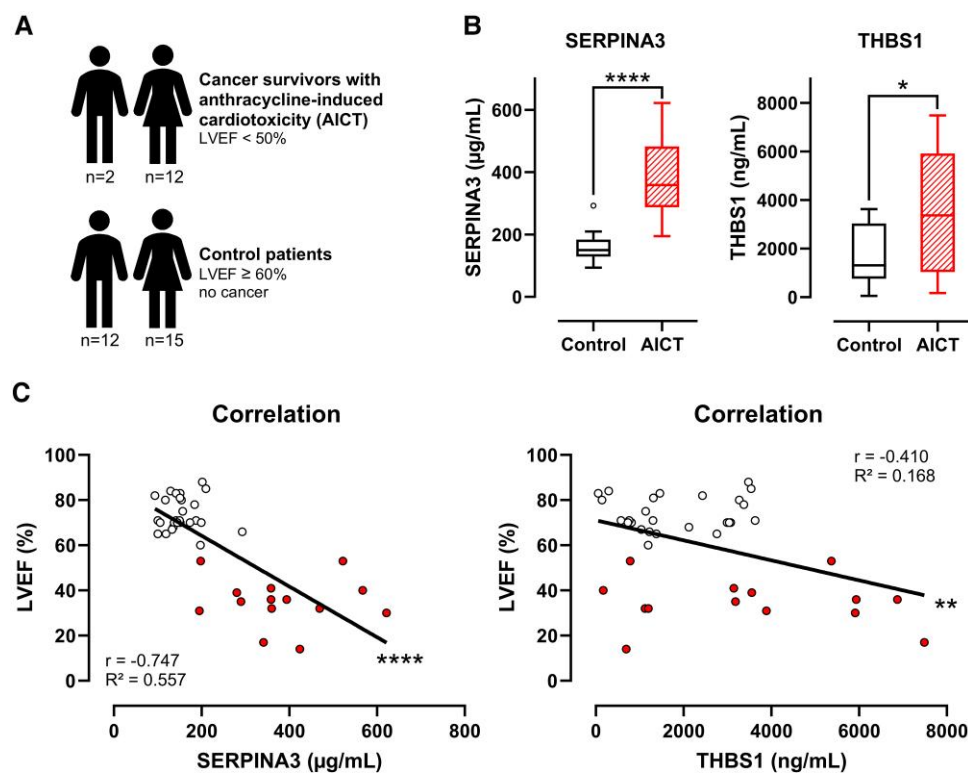 A
Cancer survivors with
anthracycline-induced
cardiotoxicity (AICT)
LVEF < 50%
n=2 n=12
Control patients
LVEF ≥ 60%
no cancer
n=12 n=15
B
SERPINA3
****
SERPINA3 (µg/mL)
600
400
200
0
Control AICT
THBS1
*
THBS1 (ng/mL)
8000
6000
4000
2000
0
Control AICT
C
Correlation
LVEF (%)
100
80
60
40
20
0
r = -0.747
R² = 0.557
****
0 200 400 600 800
SERPINA3 (µg/mL)
Correlation
r = -0.410
R² = 0.168
LVEF (%)
100
80
60
40
20
0
**
0 2000 4000 6000 8000
THBS1 (ng/mL)